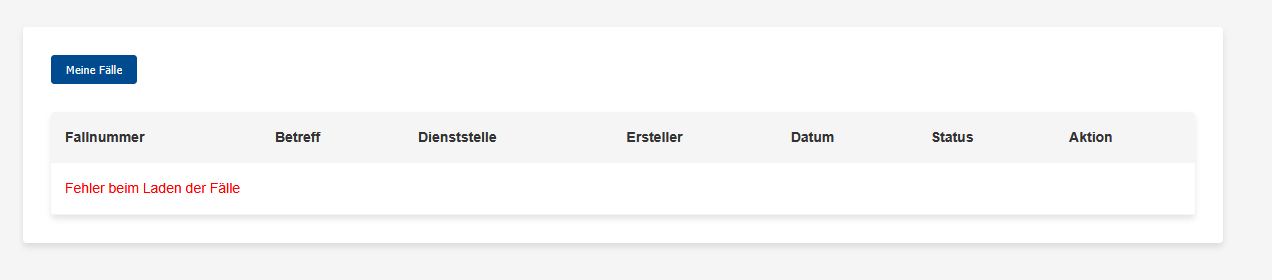 Meine Fälle
Fallnummer Betreff Dienststelle Ersteller Datum Status Aktion
Fehler beim Laden der Fälle